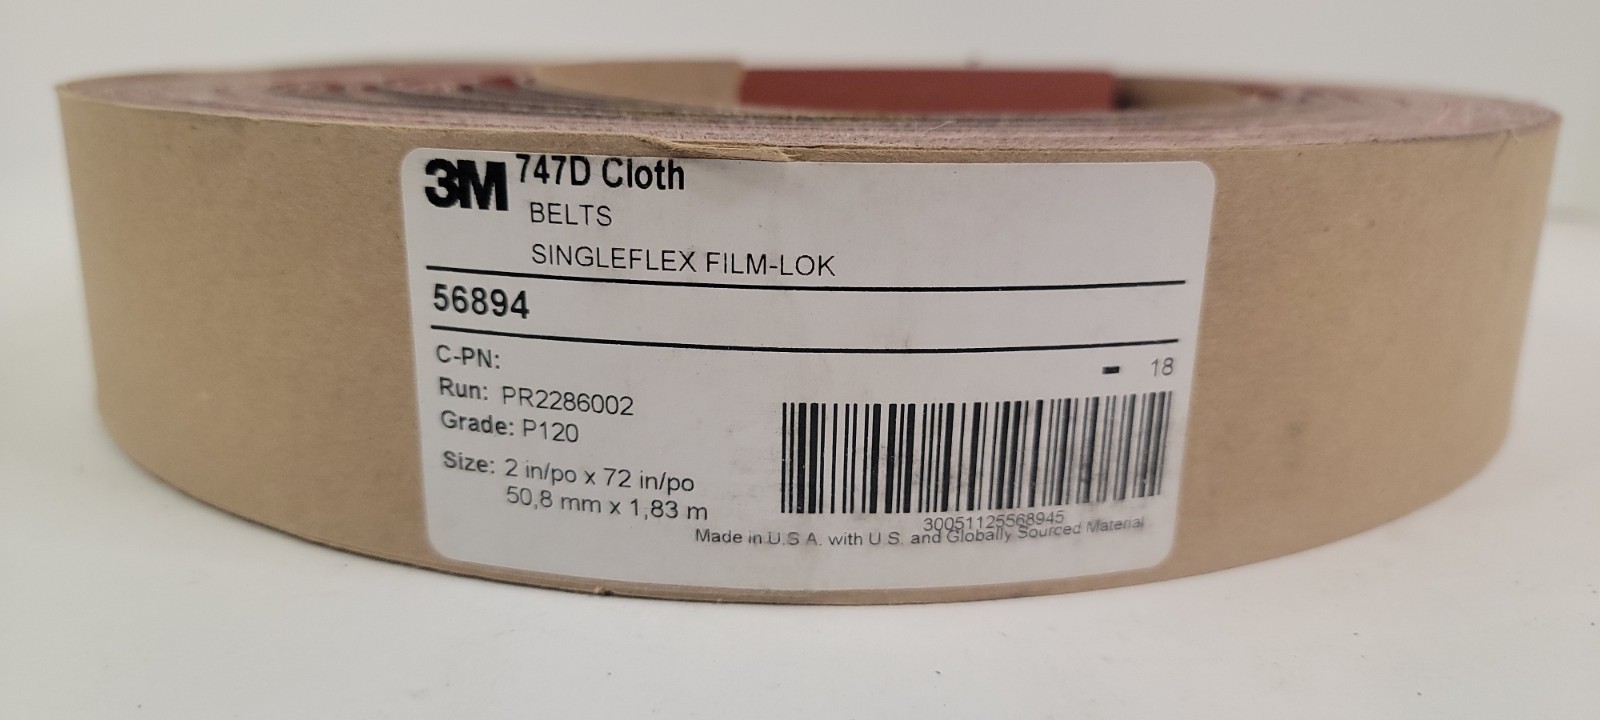 3M 747D Cloth
BELTS
SINGLEFLEX FILM-LOK
56894
C-PN:
- 18
Run: PR2286002
Grade: P120
Size: 2 in/po x 72 in/po
50,8 mm x 1,83 m
30051125568945
Made in U.S.A. with U.S. and Globally Sourced Material